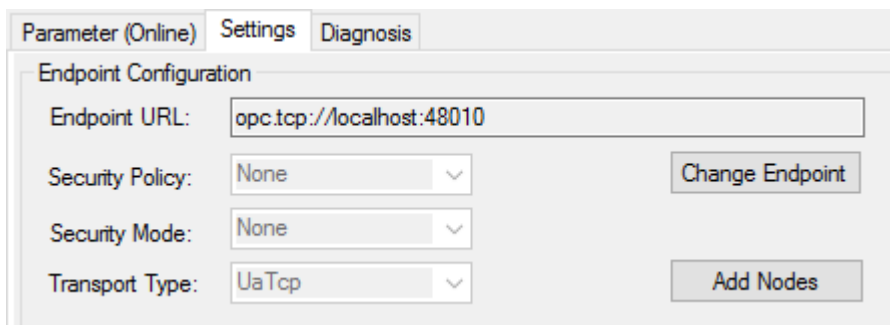 Parameter (Online) Settings Diagnosis
Endpoint Configuration
Endpoint URL: opc.tcp://localhost:48010
Security Policy: None Change Endpoint
Security Mode: None
Transport Type: UaTcp Add Nodes